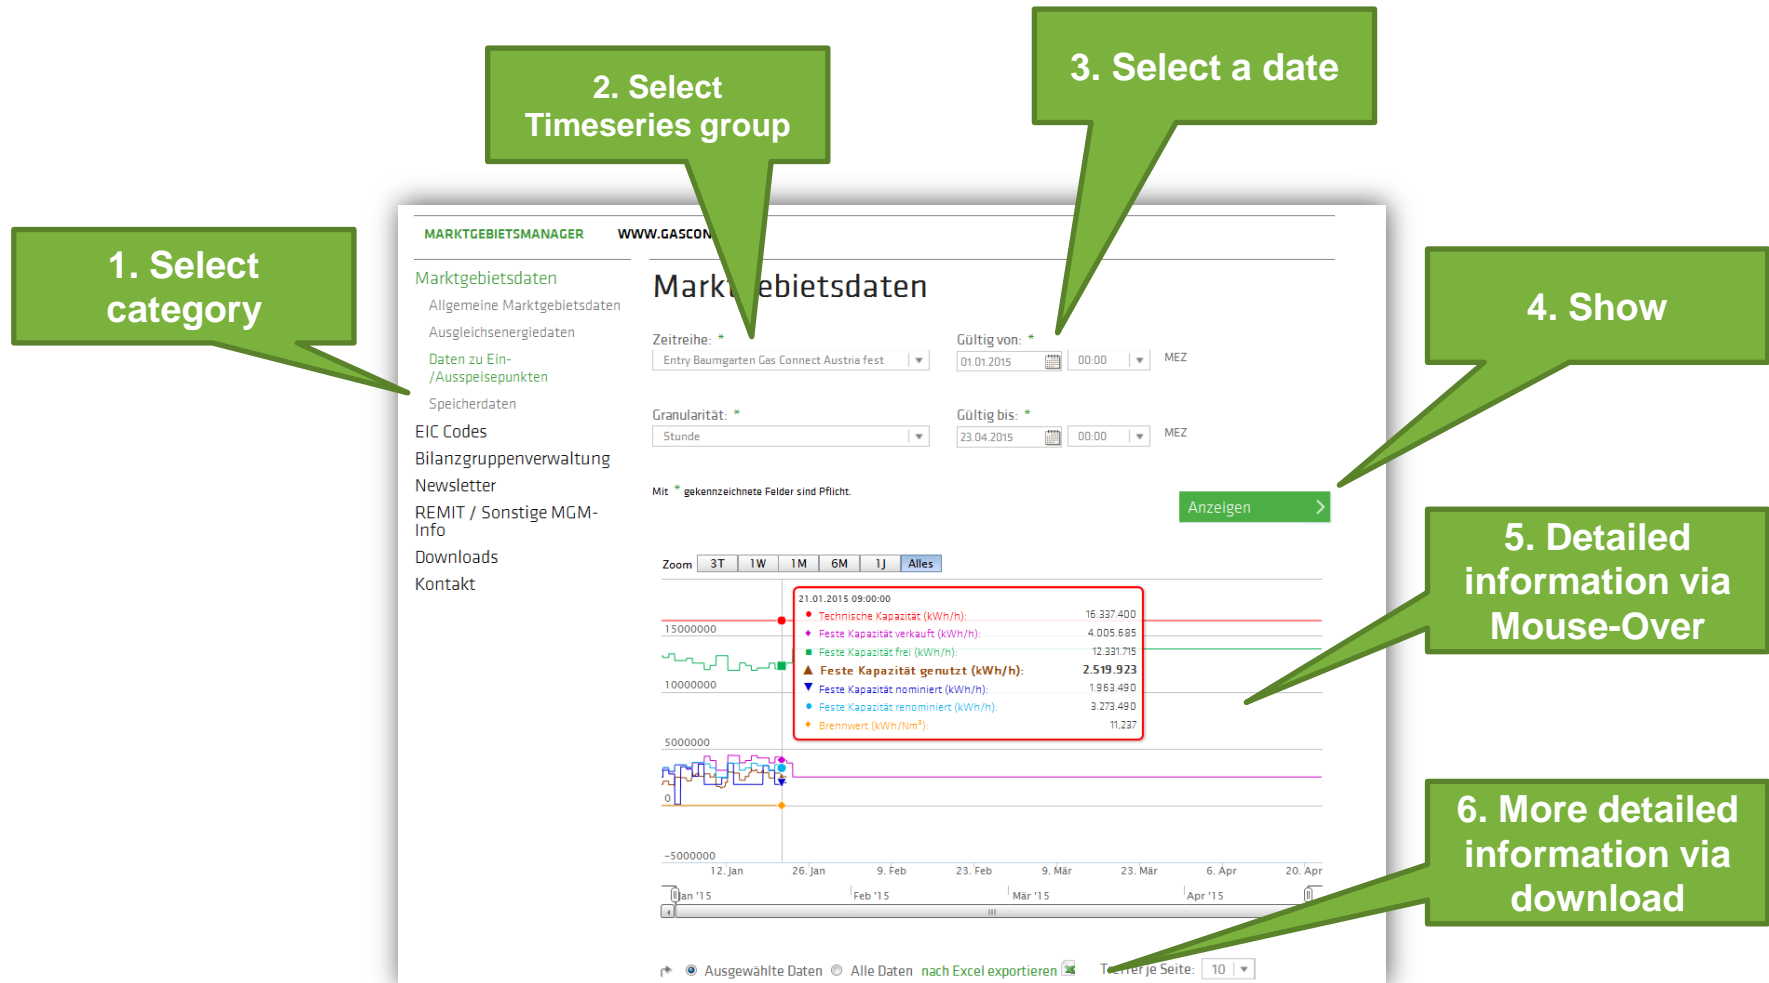 3. Select a date
2. Select
Timeseries group
1. Select
category
MARKTGEBIETSMANAGER
WWW.GASCON
Marktgebietsdaten
Allgemeine Marktgebietsdaten
Ausgleichsenergiedaten
Daten zu Ein-
/Ausspeisepunkten
Speicherdaten
EIC Codes
Bilanzgruppenverwaltung
Newsletter
REMIT / Sonstige MGM-
Info
Downloads
Kontakt
Marktgebietsdaten
Zeitreihe: *
Entry Baumgarten Gas Connect Austria fest
Gültig von: *
01.01.2015 00:00 MEZ
Granularität: *
Stunde
Gültig bis: *
23.04.2015 00:00 MEZ
Mit * gekennzeichnete Felder sind Pflicht.
Anzeigen
4. Show
5. Detailed
information via
Mouse-Over
Zoom 3T 1W 1M 6M 1J Alles
21.01.2015 09:00:00
Technische Kapazität (kWh/h): 16.337.400
Feste Kapazität verkauft (kWh/h): 4.005.685
Feste Kapazität frei (kWh/h): 12.331.715
Feste Kapazität genutzt (kWh/h): 2.519.923
Feste Kapazität nominiert (kWh/h): 1.963.490
Feste Kapazität renominiert (kWh/h): 3.273.490
Brennwert (kWh/Nm³): 11,237
15000000
10000000
5000000
0
-5000000
12. Jan 26. Jan 9. Feb 23. Feb 9. Mär 23. Mär 6. Apr 20. Apr
Jan '15 Feb '15 Mär '15 Apr '15
6. More detailed
information via
download
Ausgewählte Daten Alle Daten nach Excel exportieren Treffer je Seite: 10